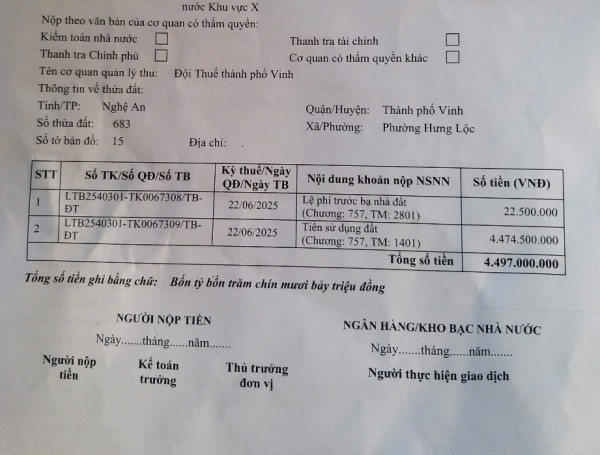 nước Khu vực X
Nộp theo văn bản của cơ quan có thẩm quyền:
Kiểm toán nhà nước Thanh tra tài chính
Thanh tra Chính phủ Cơ quan có thẩm quyền khác
Tên cơ quan quản lý thu: Đội Thuế thành phố Vinh
Thông tin về thửa đất:
Tỉnh/TP: Nghệ An Quận/Huyện: Thành phố Vinh
Số thửa đất: 683 Xã/Phường: Phường Hưng Lộc
Số tờ bản đồ: 15 Địa chỉ: .
STT Số TK/Số QĐ/Số TB Kỳ thuế/Ngày QĐ/Ngày TB Nội dung khoản nộp NSNN Số tiền (VNĐ)
1 LTB2540301-TK0067308/TB-ĐT 22/06/2025 Lệ phí trước bạ nhà đất (Chương: 757, TM: 2801) 22.500.000
2 LTB2540301-TK0067309/TB-ĐT 22/06/2025 Tiền sử dụng đất (Chương: 757, TM: 1401) 4.474.500.000
Tổng số tiền 4.497.000.000
Tổng số tiền ghi bằng chữ: Bốn tỷ bốn trăm chín mươi bảy triệu đồng
NGƯỜI NỘP TIỀN NGÂN HÀNG/KHO BẠC NHÀ NƯỚC
Ngày.......tháng.....năm....... Ngày.......tháng.....năm.......
Người nộp tiền Kế toán trưởng Thủ trưởng đơn vị Người thực hiện giao dịch